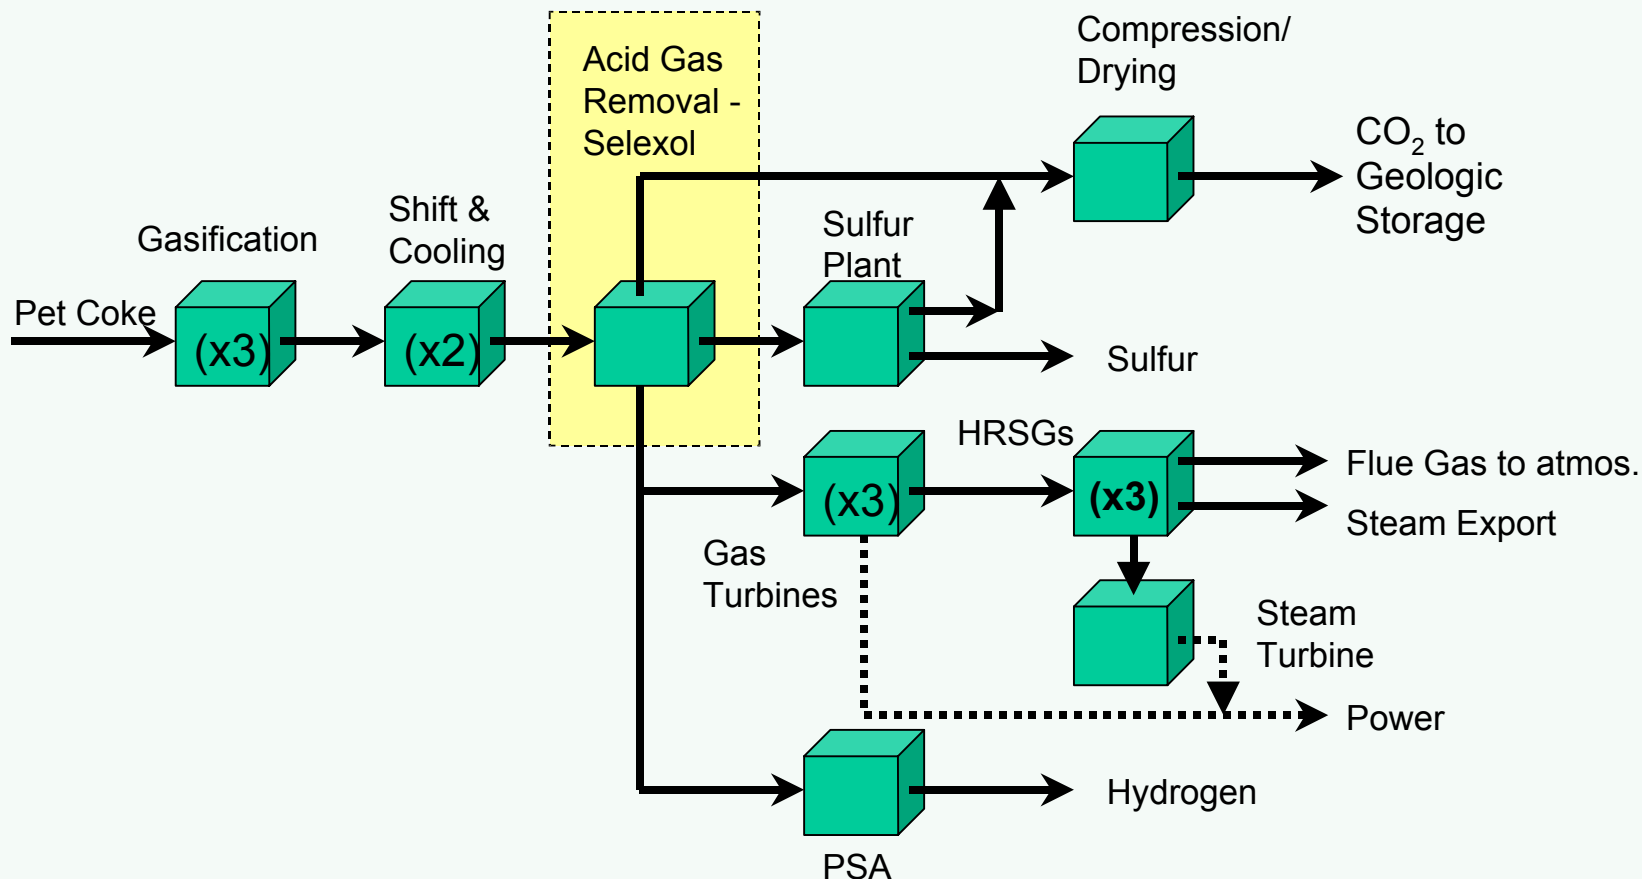 Compression/
Drying
Acid Gas
Removal -
Selexol
CO₂ to
Geologic
Storage
Shift &
Cooling
Gasification
Sulfur
Plant
Pet Coke
(x3)
(x2)
Sulfur
HRSGs
(x3)
(x3)
Flue Gas to atmos.
Steam Export
Gas
Turbines
Steam
Turbine
Power
Hydrogen
PSA